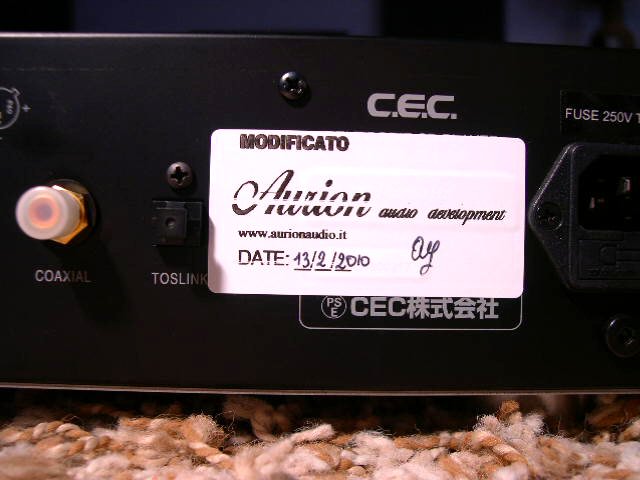 C.E.C.
FUSE 250V T
MODIFICATO
Aurion audio development
www.aurionaudio.it
DATE: 13/2/2010
COAXIAL
TOSLINK
PS
E
CEC株式会社